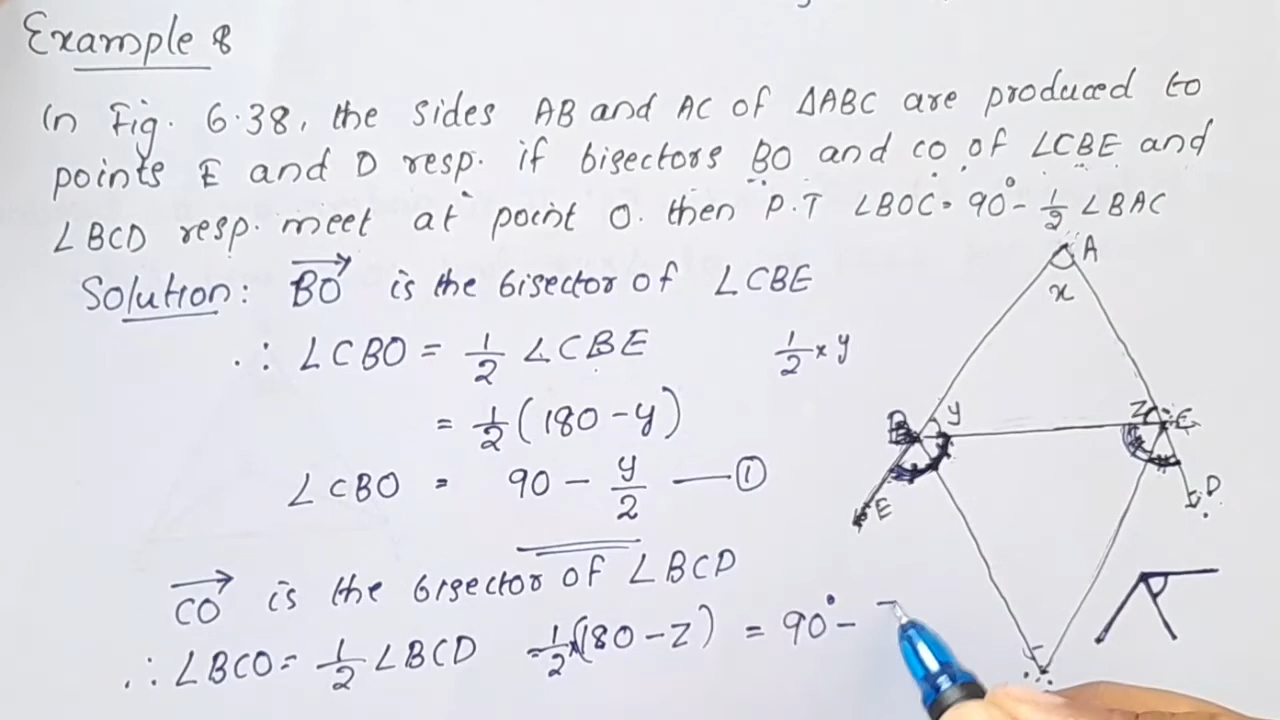 Example 8
In Fig. 6.38, the sides AB and AC of ΔABC are produced to
points E and D resp. if bisectors BO and CO of ∠CBE and
∠BCD resp. meet at point O. then P.T ∠BOC = 90° - 1/2 ∠BAC
Solution: →BO is the bisector of ∠CBE
∴ ∠CBO = 1/2 ∠CBE
1/2 × y
= 1/2 (180 - y)
∠CBO = 90 - y/2 — ①
→CO is the bisector of ∠BCD
∴ ∠BCO = 1/2 ∠BCD = 1/2 × (180 - z) = 90° -
A
x
B
y
z
C
E
D